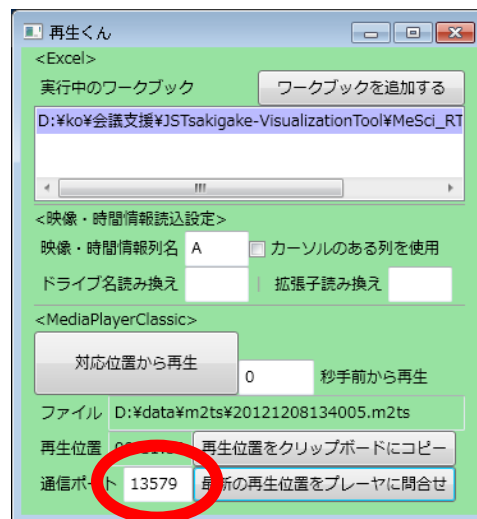 再生くん
<Excel>
実行中のワークブック ワークブックを追加する
D:¥ko¥会議支援¥JSTsakigake-VisualizationTool¥MeSci_RT
<映像・時間情報読込設定>
映像・時間情報列名 A カーソルのある列を使用
ドライブ名読み換え | 拡張子読み換え
<MediaPlayerClassic>
対応位置から再生 0 秒手前から再生
ファイル D:¥data¥m2ts¥20121208134005.m2ts
再生位置 再生位置をクリップボードにコピー
通信ポート 13579 最新の再生位置をプレーヤに問合せ